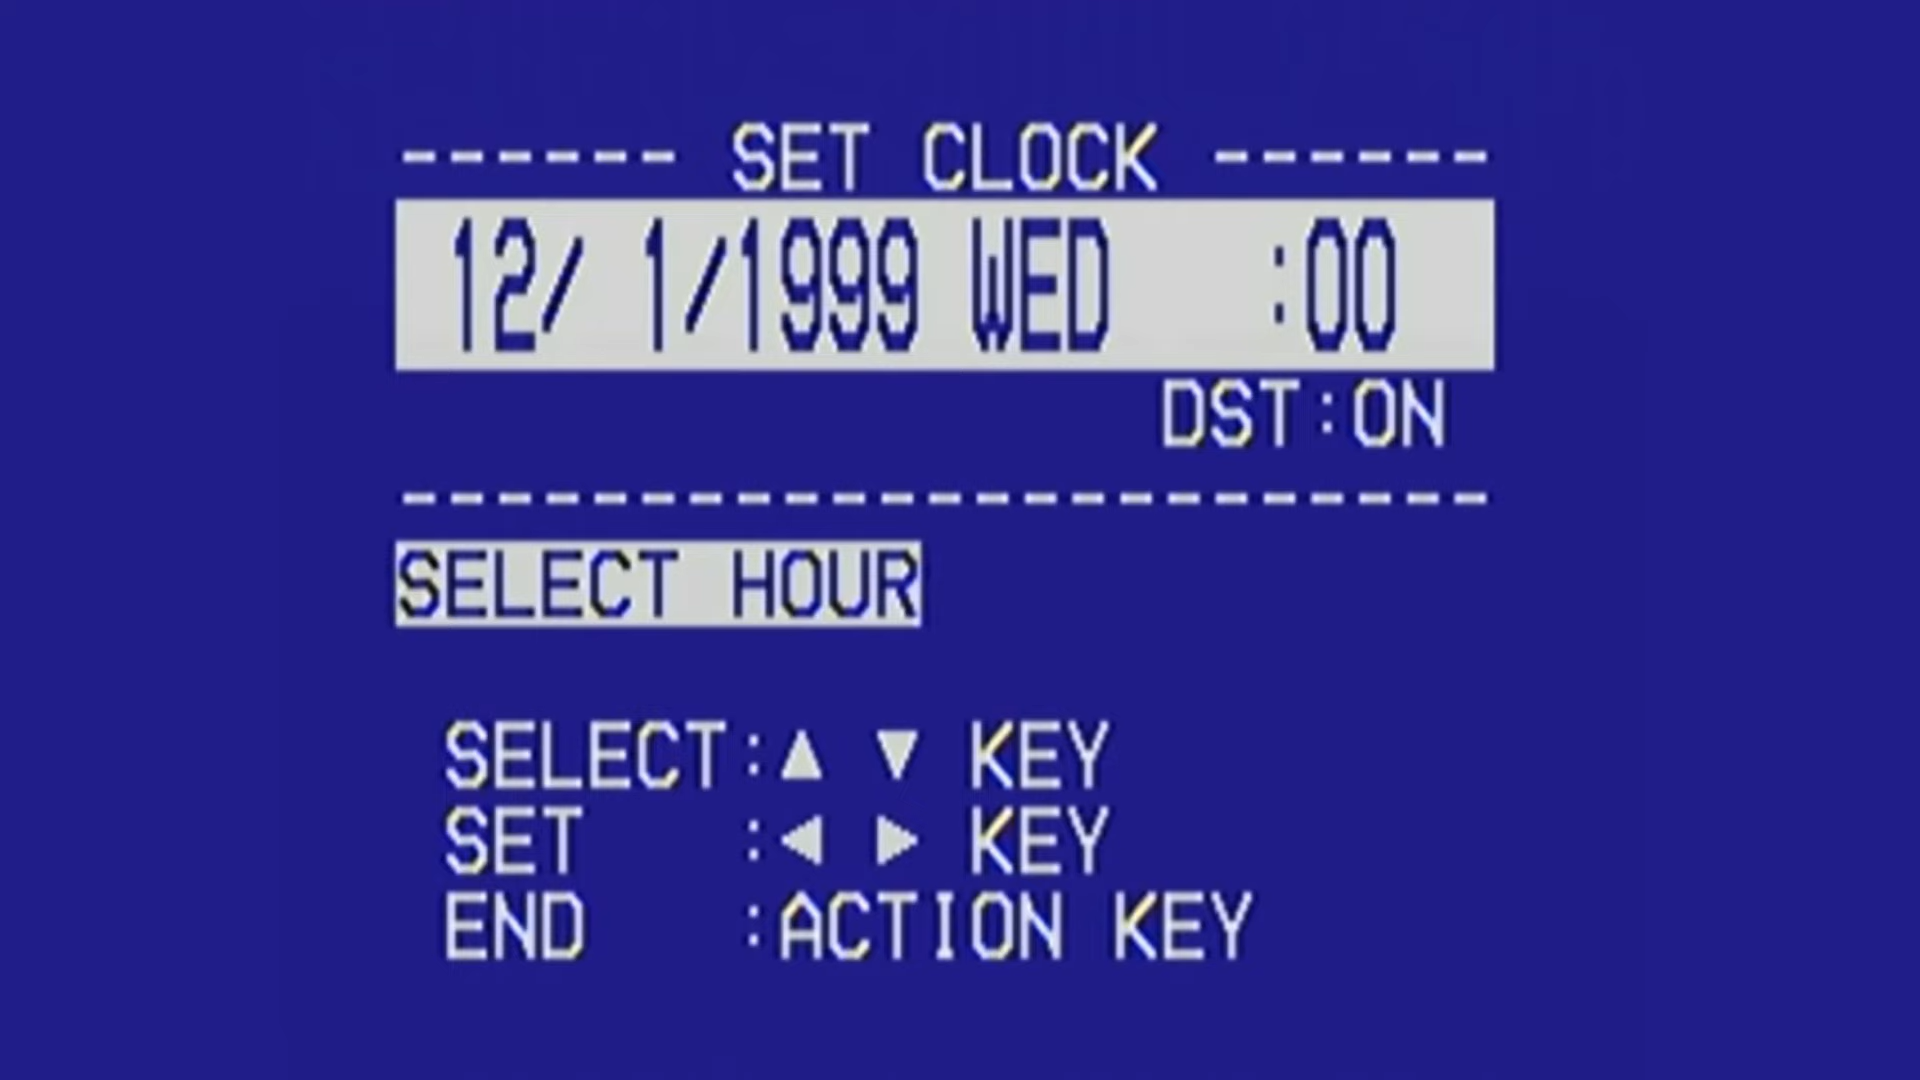 ------ SET CLOCK ------
12/ 1/1999 WED   :00
DST:ON
-----------------------
SELECT HOUR
SELECT:▲ ▼ KEY
SET   :◀ ▶ KEY
END   :ACTION KEY